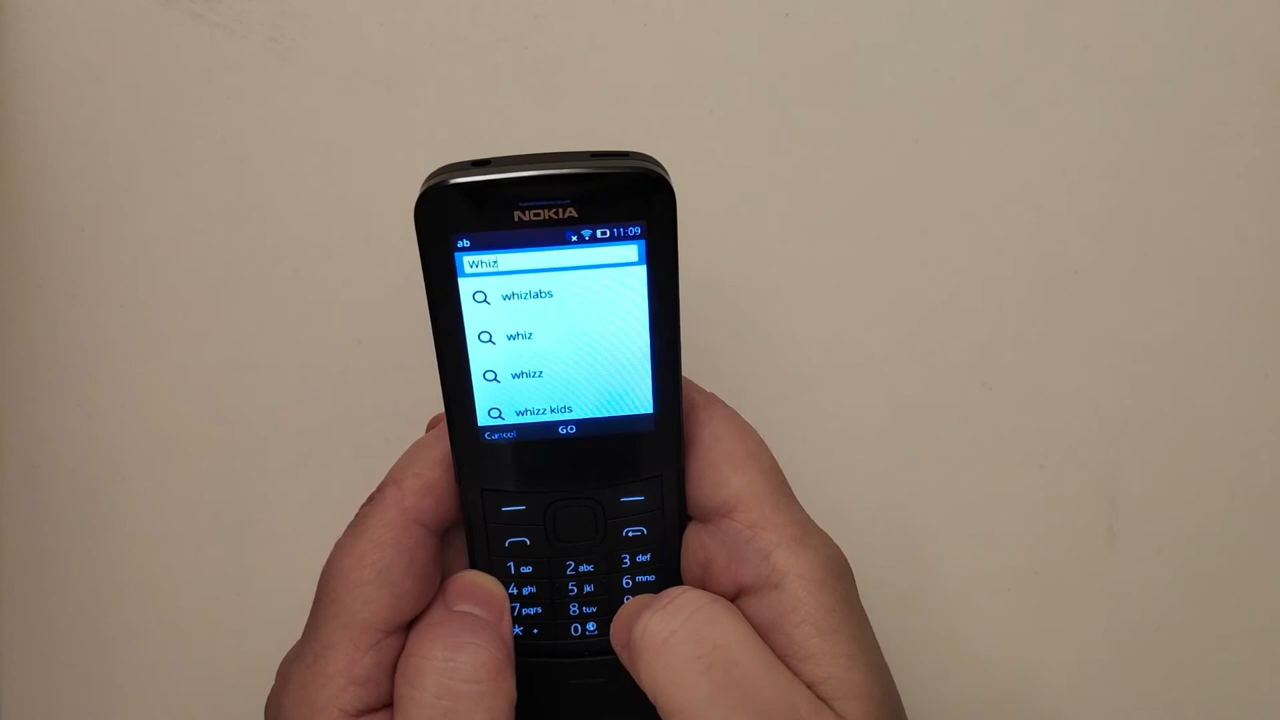 NOKIA
ab 11:09
Whiz
whizlabs
whiz
whizz
whizz kids
Cancel GO
1 2 abc 3 def
4 ghi 5 jkl 6 mno
7 pqrs 8 tuv
* + 0